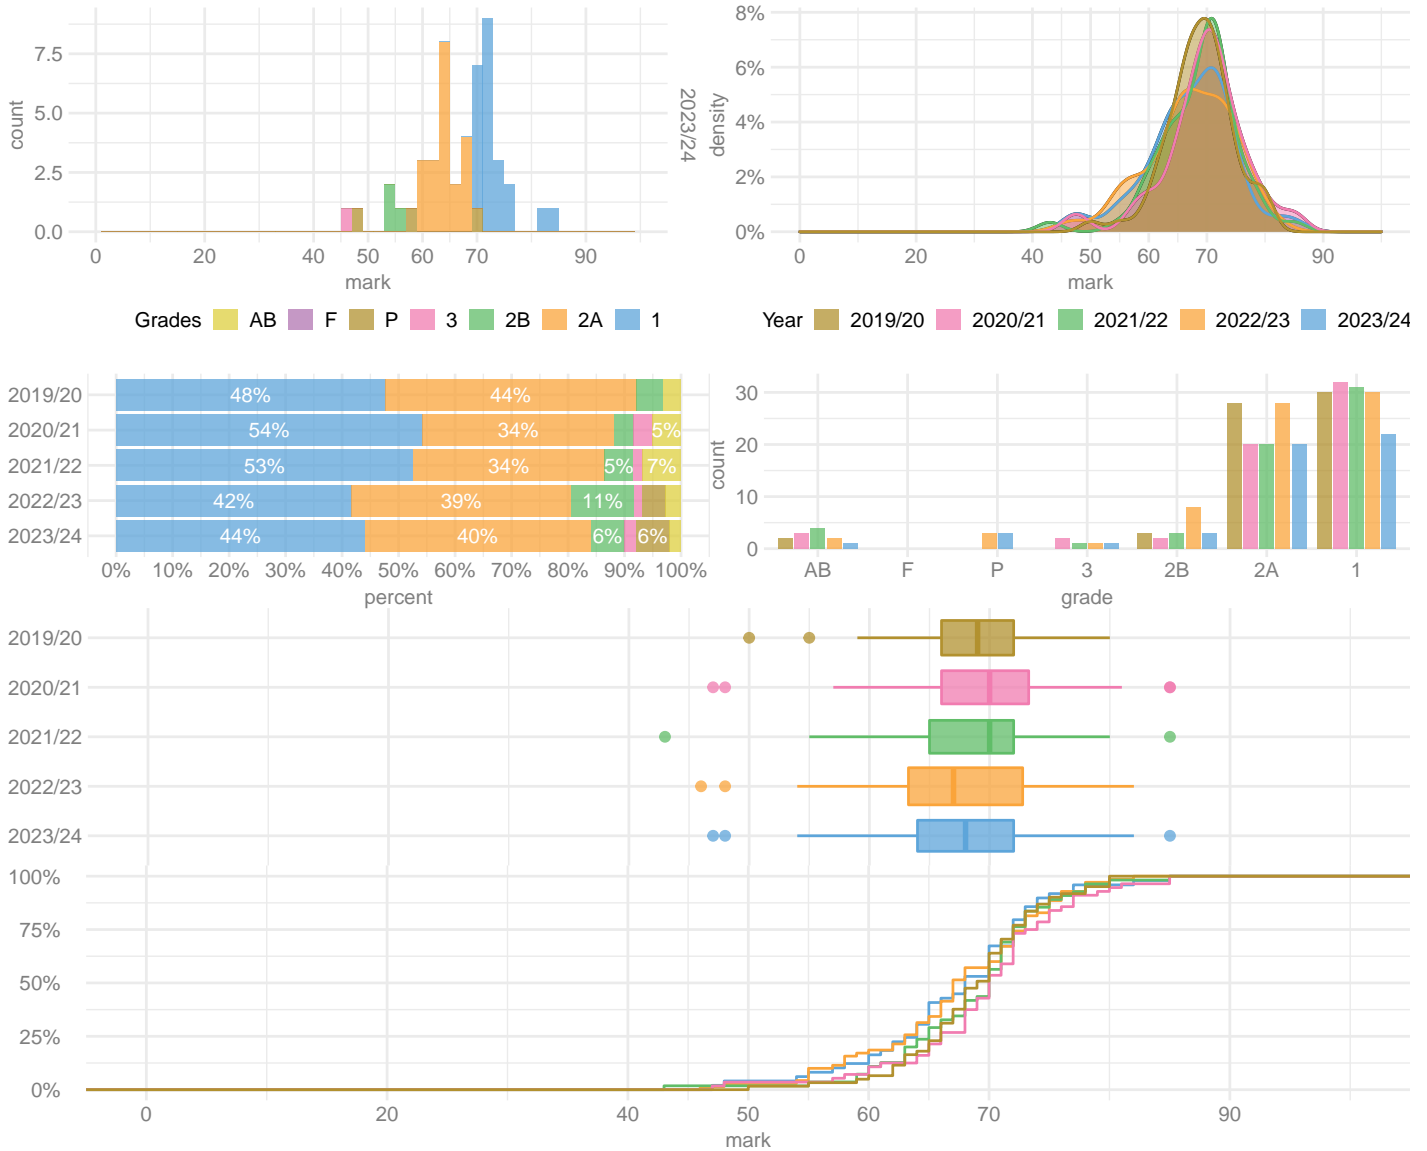 7.5
5.0
2.5
0.0
count
0 20 40 50 60 70 90
mark
2023/24
8%
6%
4%
2%
0%
density
0 20 40 50 60 70 90
mark
Grades AB F P 3 2B 2A 1
Year 2019/20 2020/21 2021/22 2022/23 2023/24
2019/20 48% 44%
2020/21 54% 34% 5%
2021/22 53% 34% 5% 7%
2022/23 42% 39% 11%
2023/24 44% 40% 6% 6%
0% 10% 20% 30% 40% 50% 60% 70% 80% 90% 100%
percent
30
20
10
0
count
AB F P 3 2B 2A 1
grade
2019/20
2020/21
2021/22
2022/23
2023/24
100%
75%
50%
25%
0%
0 20 40 50 60 70 90
mark